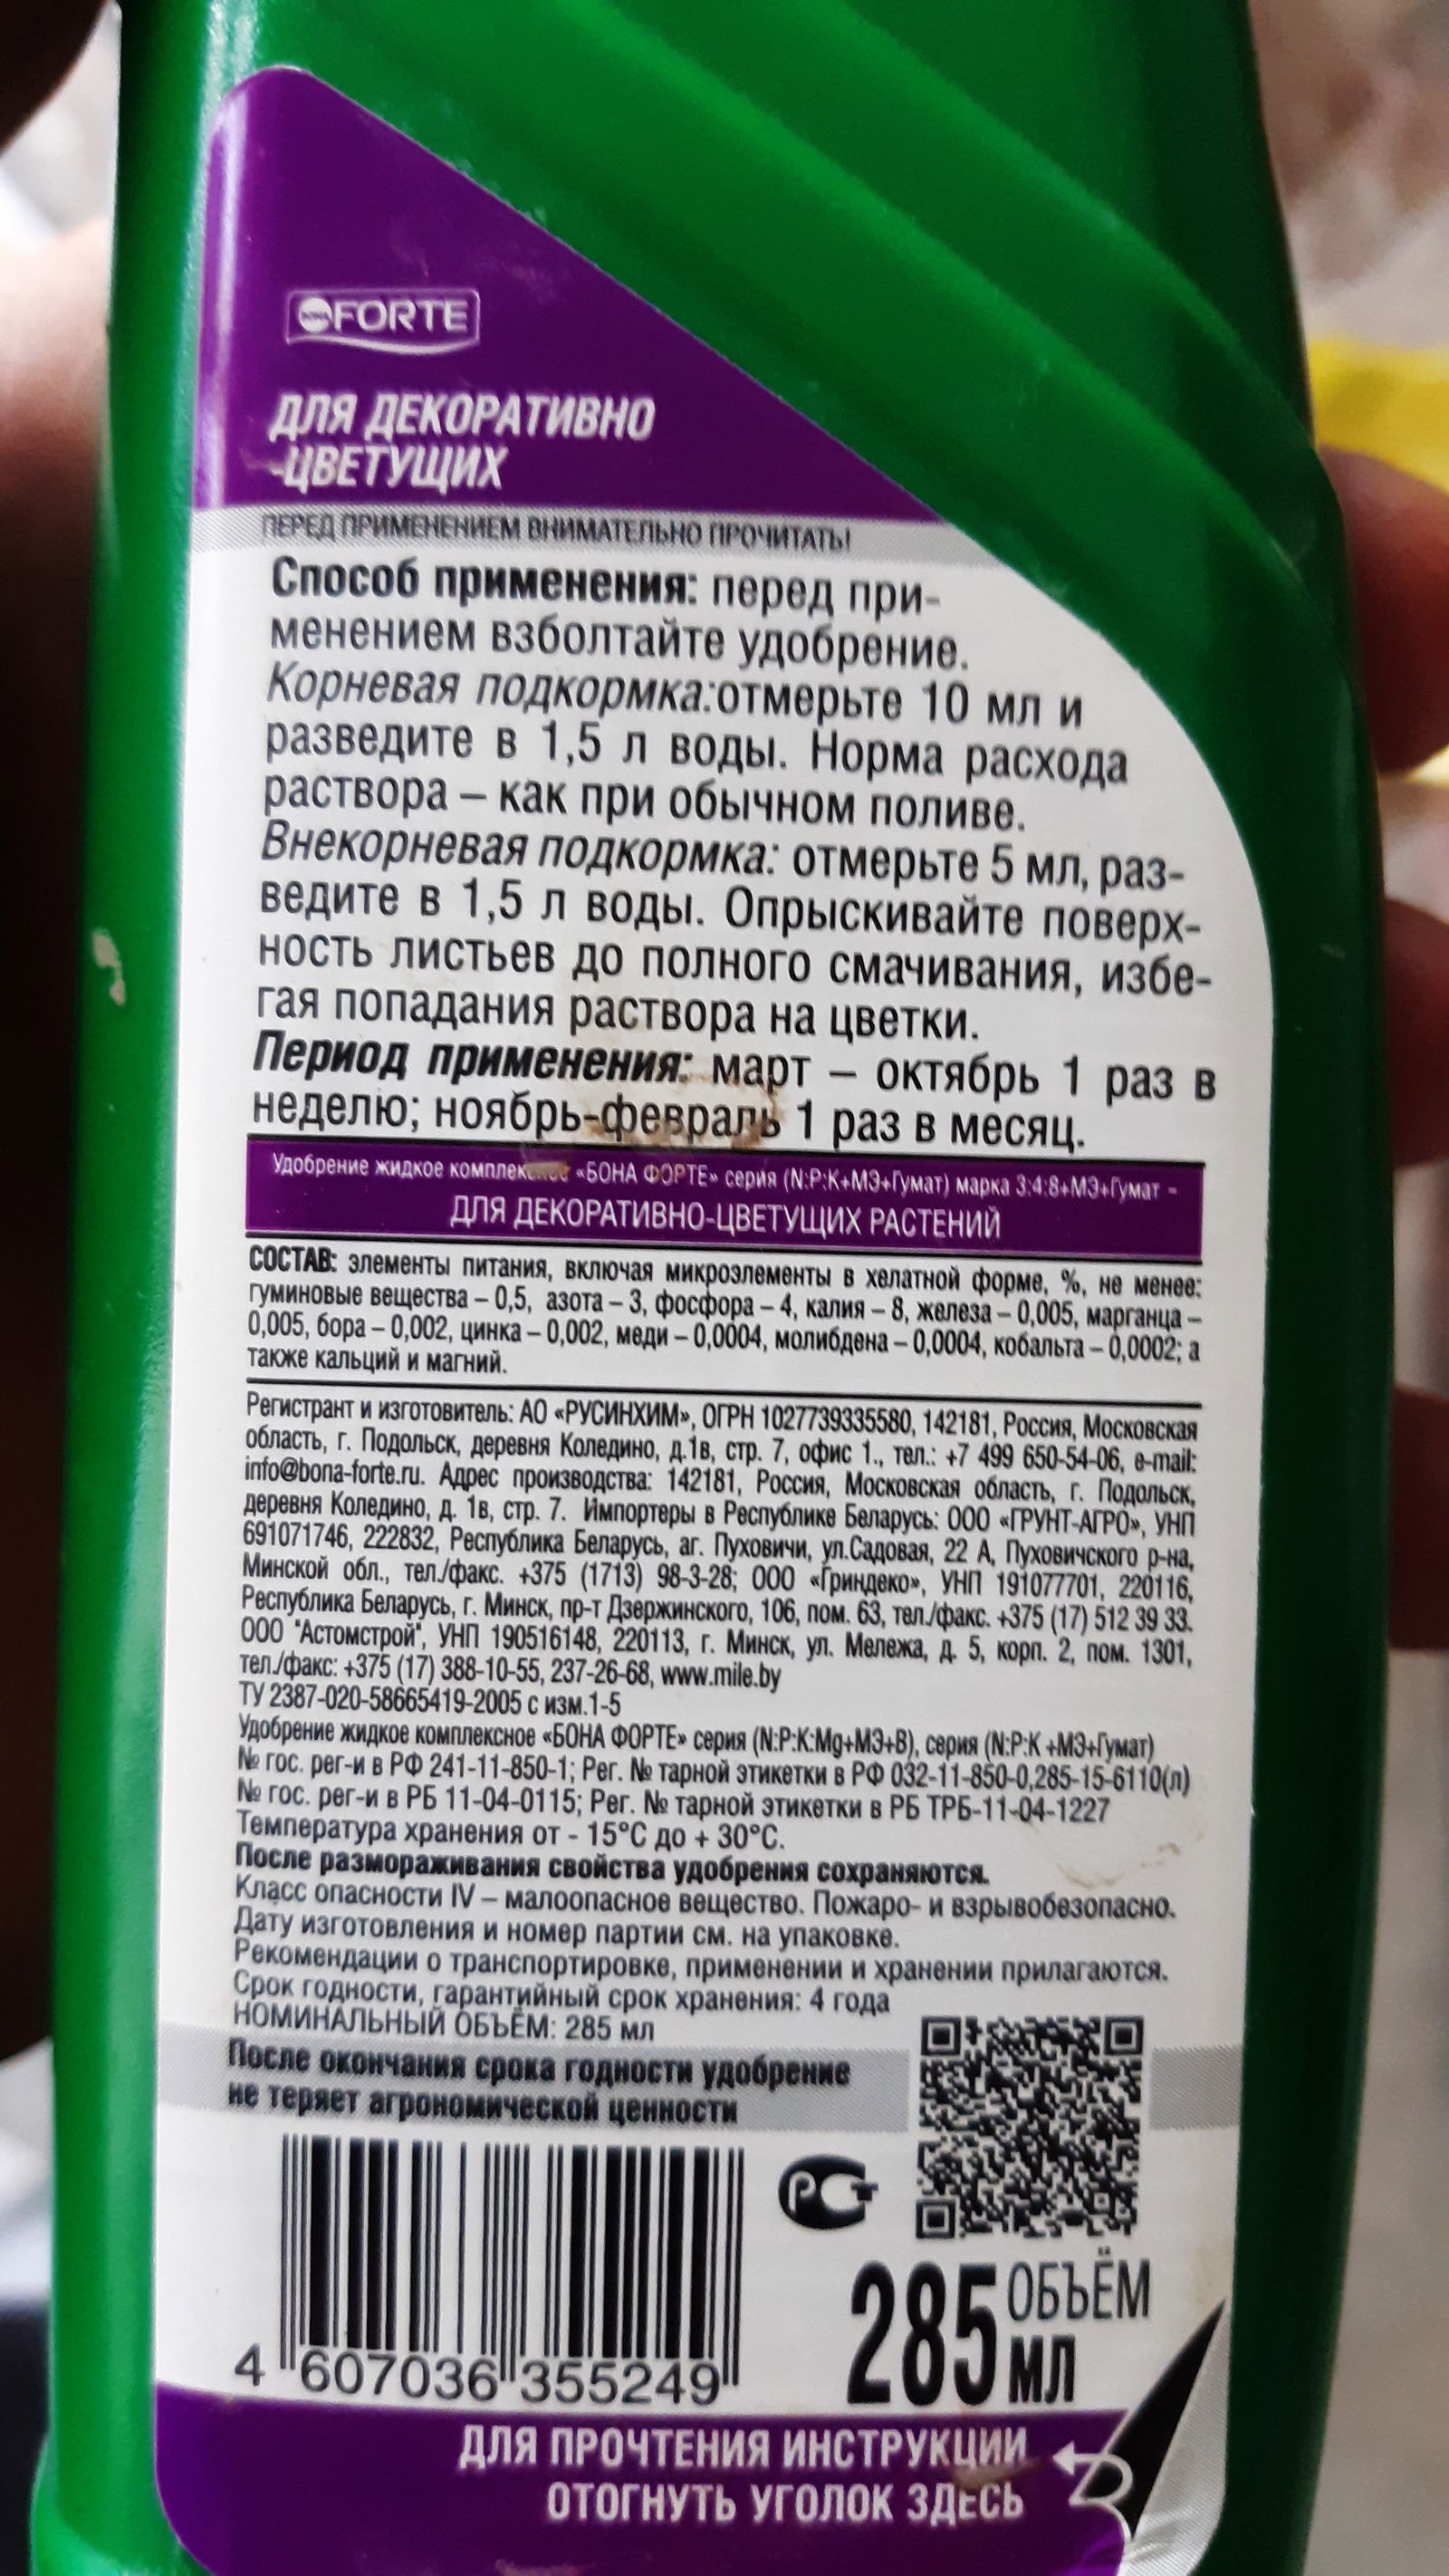 FORTE
ДЛЯ ДЕКОРАТИВНО
-ЦВЕТУЩИХ
ПЕРЕД ПРИМЕНЕНИЕМ ВНИМАТЕЛЬНО ПРОЧИТАТЬ!
Способ применения: перед при-
менением взболтайте удобрение.
Корневая подкормка:отмерьте 10 мл и
разведите в 1,5 л воды. Норма расхода
раствора – как при обычном поливе.
Внекорневая подкормка: отмерьте 5 мл, раз-
ведите в 1,5 л воды. Опрыскивайте поверх-
ность листьев до полного смачивания, избе-
гая попадания раствора на цветки.
Период применения: март – октябрь 1 раз в
неделю; ноябрь-февраль 1 раз в месяц.
Удобрение жидкое комплексное «БОНА ФОРТЕ» серия (N:P:K+МЭ+Гумат) марка 3:4:8+МЭ+Гумат –
ДЛЯ ДЕКОРАТИВНО-ЦВЕТУЩИХ РАСТЕНИЙ
СОСТАВ: элементы питания, включая микроэлементы в хелатной форме, %, не менее:
гуминовые вещества – 0,5, азота – 3, фосфора – 4, калия – 8, железа – 0,005, марганца –
0,005, бора – 0,002, цинка – 0,002, меди – 0,0004, молибдена – 0,0004, кобальта – 0,0002; а
также кальций и магний.
Регистрант и изготовитель: АО «РУСИНХИМ», ОГРН 1027739335580, 142181, Россия, Московская
область, г. Подольск, деревня Коледино, д.1в, стр. 7, офис 1., тел.: +7 499 650-54-06, e-mail:
info@bona-forte.ru. Адрес производства: 142181, Россия, Московская область, г. Подольск,
деревня Коледино, д. 1в, стр. 7. Импортеры в Республике Беларусь: ООО «ГРУНТ-АГРО», УНП
691071746, 222832, Республика Беларусь, аг. Пуховичи, ул.Садовая, 22 А, Пуховичского р-на,
Минской обл., тел./факс. +375 (1713) 98-3-28; ООО «Гриндеко», УНП 191077701, 220116,
Республика Беларусь, г. Минск, пр-т Дзержинского, 106, пом. 63, тел./факс. +375 (17) 512 39 33.
ООО "Астомстрой", УНП 190516148, 220113, г. Минск, ул. Мележа, д. 5, корп. 2, пом. 1301,
тел./факс: +375 (17) 388-10-55, 237-26-68, www.mile.by
ТУ 2387-020-58665419-2005 с изм.1-5
Удобрение жидкое комплексное «БОНА ФОРТЕ» серия (N:P:K:Mg+МЭ+В), серия (N:P:K +МЭ+Гумат)
№ гос. рег-и в РФ 241-11-850-1; Рег. № тарной этикетки в РФ 032-11-850-0,285-15-6110(л)
№ гос. рег-и в РБ 11-04-0115; Рег. № тарной этикетки в РБ ТРБ-11-04-1227
Температура хранения от - 15°С до + 30°С.
После размораживания свойства удобрения сохраняются.
Класс опасности IV – малоопасное вещество. Пожаро- и взрывобезопасно.
Дату изготовления и номер партии см. на упаковке.
Рекомендации о транспортировке, применении и хранении прилагаются.
Срок годности, гарантийный срок хранения: 4 года
НОМИНАЛЬНЫЙ ОБЪЁМ: 285 мл
После окончания срока годности удобрение
не теряет агрономической ценности
РСТ
285 ОБЪЁМ
МЛ
4 607036 355249
ДЛЯ ПРОЧТЕНИЯ ИНСТРУКЦИИ
ОТОГНУТЬ УГОЛОК ЗДЕСЬ